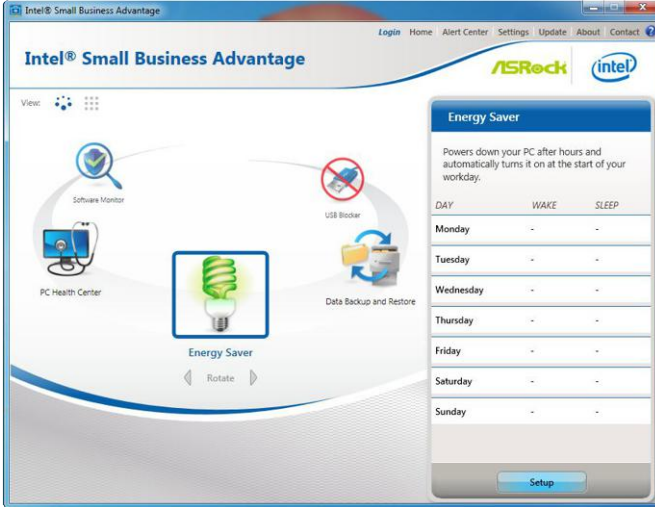 Intel® Small Business Advantage
Login Home Alert Center Settings Update About Contact ?
Intel® Small Business Advantage
ASRock
intel
View:
Software Monitor
USB Blocker
PC Health Center
Data Backup and Restore
Energy Saver
Rotate
Energy Saver
Powers down your PC after hours and
automatically turns it on at the start of your
workday.
DAY WAKE SLEEP
Monday - -
Tuesday - -
Wednesday - -
Thursday - -
Friday - -
Saturday - -
Sunday - -
Setup